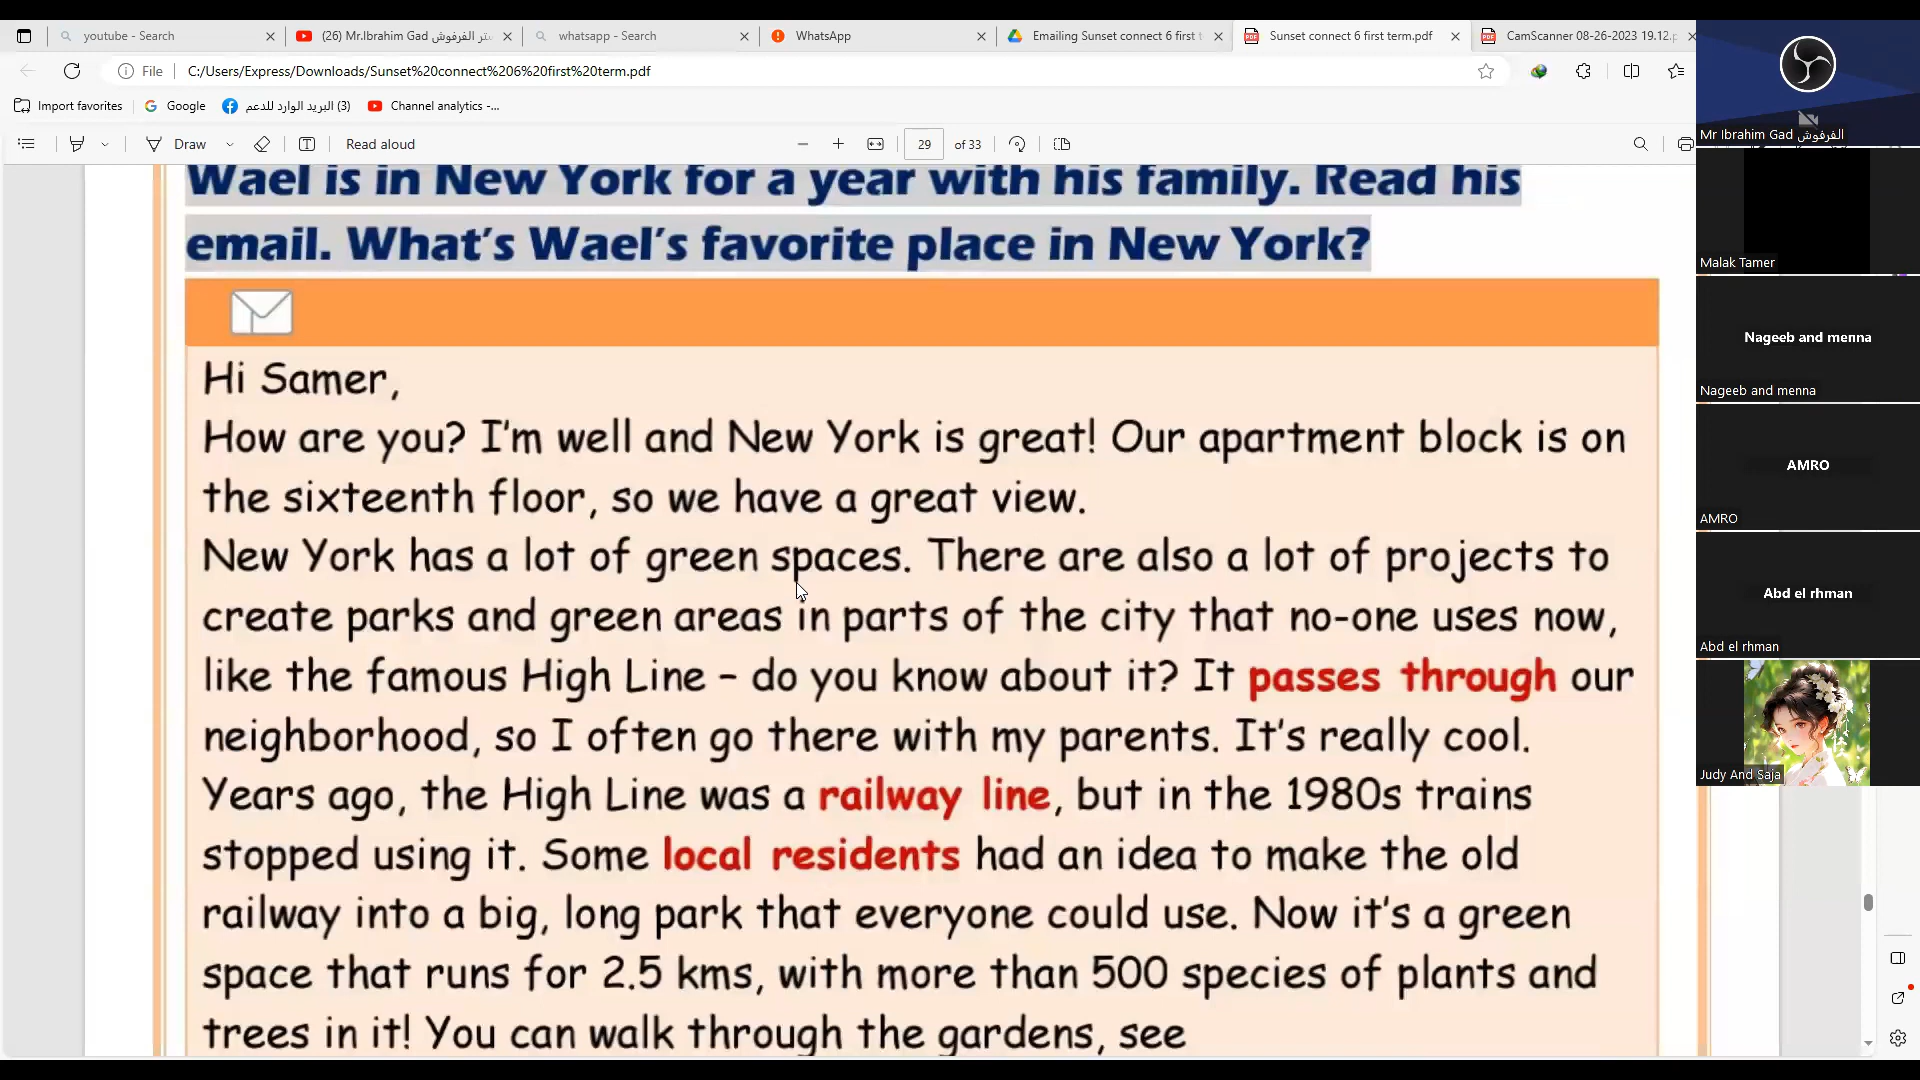 youtube - Search
(26) Mr.Ibrahim Gad
whatsapp - Search
WhatsApp
Emailing Sunset connect 6 first
Sunset connect 6 first term.pdf
CamScanner 08-26-2023 19.12.
File
C:/Users/Express/Downloads/Sunset%20connect%206%20first%20term.pdf
Import favorites
Google
(3) البريد الوارد للدعم
Channel analytics -...
Draw
Read aloud
29 of 33
Wael is in New York for a year with his family. Read his
email. What's Wael's favorite place in New York?
Hi Samer,
How are you? I'm well and New York is great! Our apartment block is on
the sixteenth floor, so we have a great view.
New York has a lot of green spaces. There are also a lot of projects to
create parks and green areas in parts of the city that no-one uses now,
like the famous High Line – do you know about it? It passes through our
neighborhood, so I often go there with my parents. It's really cool.
Years ago, the High Line was a railway line, but in the 1980s trains
stopped using it. Some local residents had an idea to make the old
railway into a big, long park that everyone could use. Now it's a green
space that runs for 2.5 kms, with more than 500 species of plants and
trees in it! You can walk through the gardens, see
Mr Ibrahim Gad الفرفوش
Malak Tamer
Nageeb and menna
Nageeb and menna
AMRO
AMRO
Abd el rhman
Abd el rhman
Judy And Saja